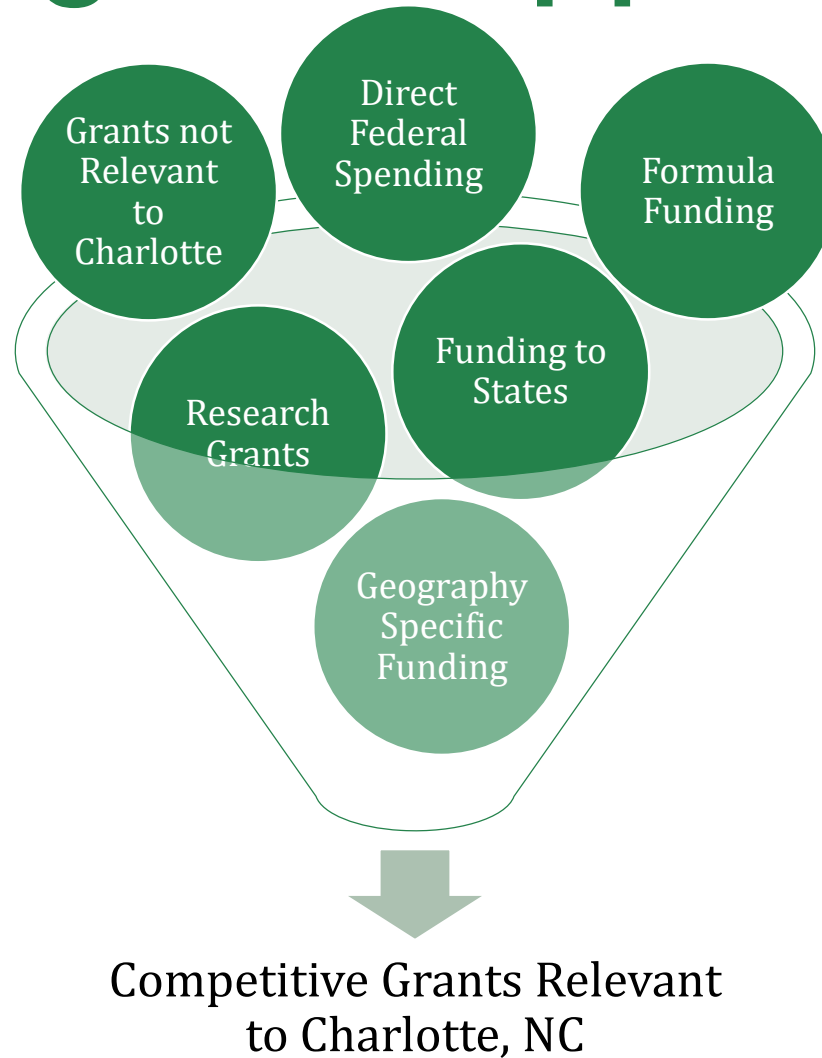 Direct
Federal
Spending
Grants not
Relevant
to
Charlotte
Formula
Funding
Funding to
States
Research
Grants
Geography
Specific
Funding
Competitive Grants Relevant
to Charlotte, NC